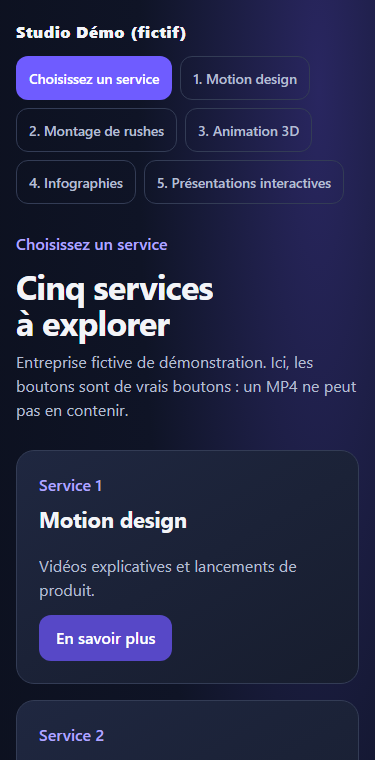 Studio Démo (fictif)
Choisissez un service
1. Motion design
2. Montage de rushes
3. Animation 3D
4. Infographies
5. Présentations interactives
Choisissez un service
Cinq services
à explorer
Entreprise fictive de démonstration. Ici, les
boutons sont de vrais boutons : un MP4 ne peut
pas en contenir.
Service 1
Motion design
Vidéos explicatives et lancements de
produit.
En savoir plus
Service 2